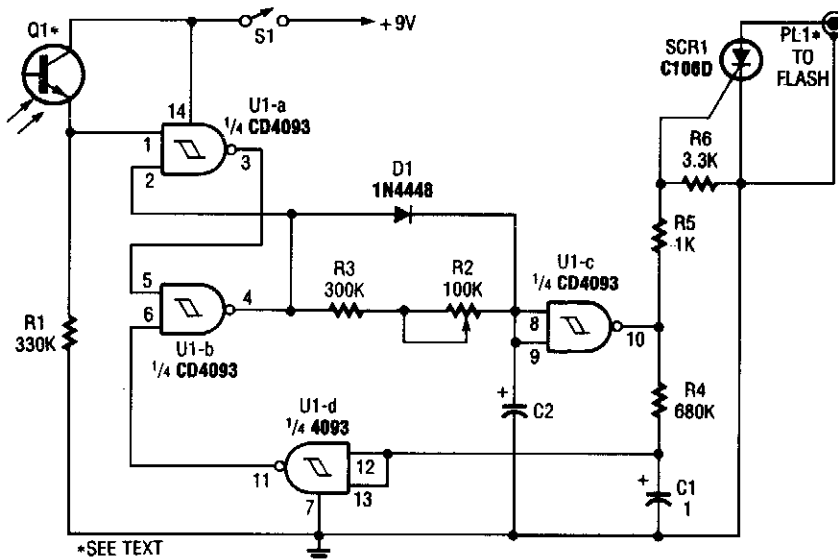 Q1*
S1
+9V
SCR1
C106D
PL1*
TO
FLASH
14
U1-a
1/4 CD4093
1
2
3
R6
3.3K
D1
1N4448
R5
1K
5
6
4
R3
300K
R2
100K
U1-c
1/4 CD4093
8
9
10
R1
330K
U1-b
1/4 CD4093
R4
680K
+
C2
U1-d
1/4 4093
11
12
13
7
+
C1
1
*SEE TEXT